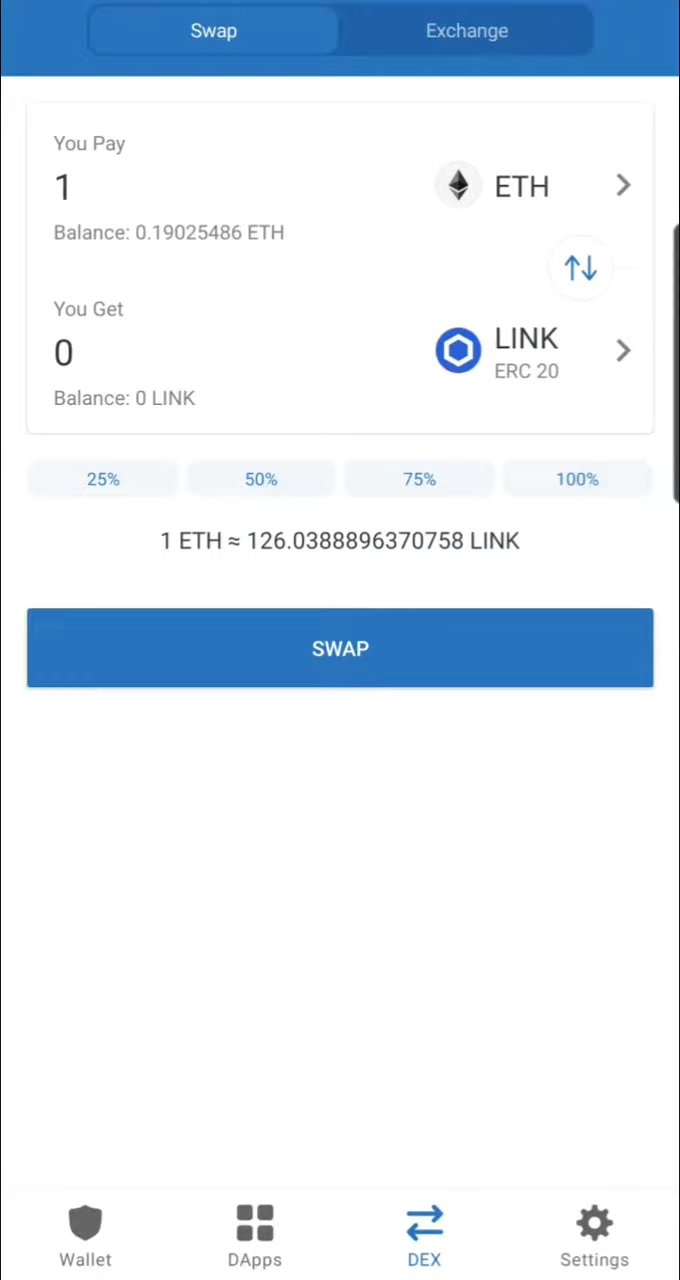 Swap
Exchange
You Pay
1
ETH
Balance: 0.19025486 ETH
You Get
0
LINK
ERC 20
Balance: 0 LINK
25%
50%
75%
100%
1 ETH ≈ 126.0388896370758 LINK
SWAP
Wallet
DApps
DEX
Settings